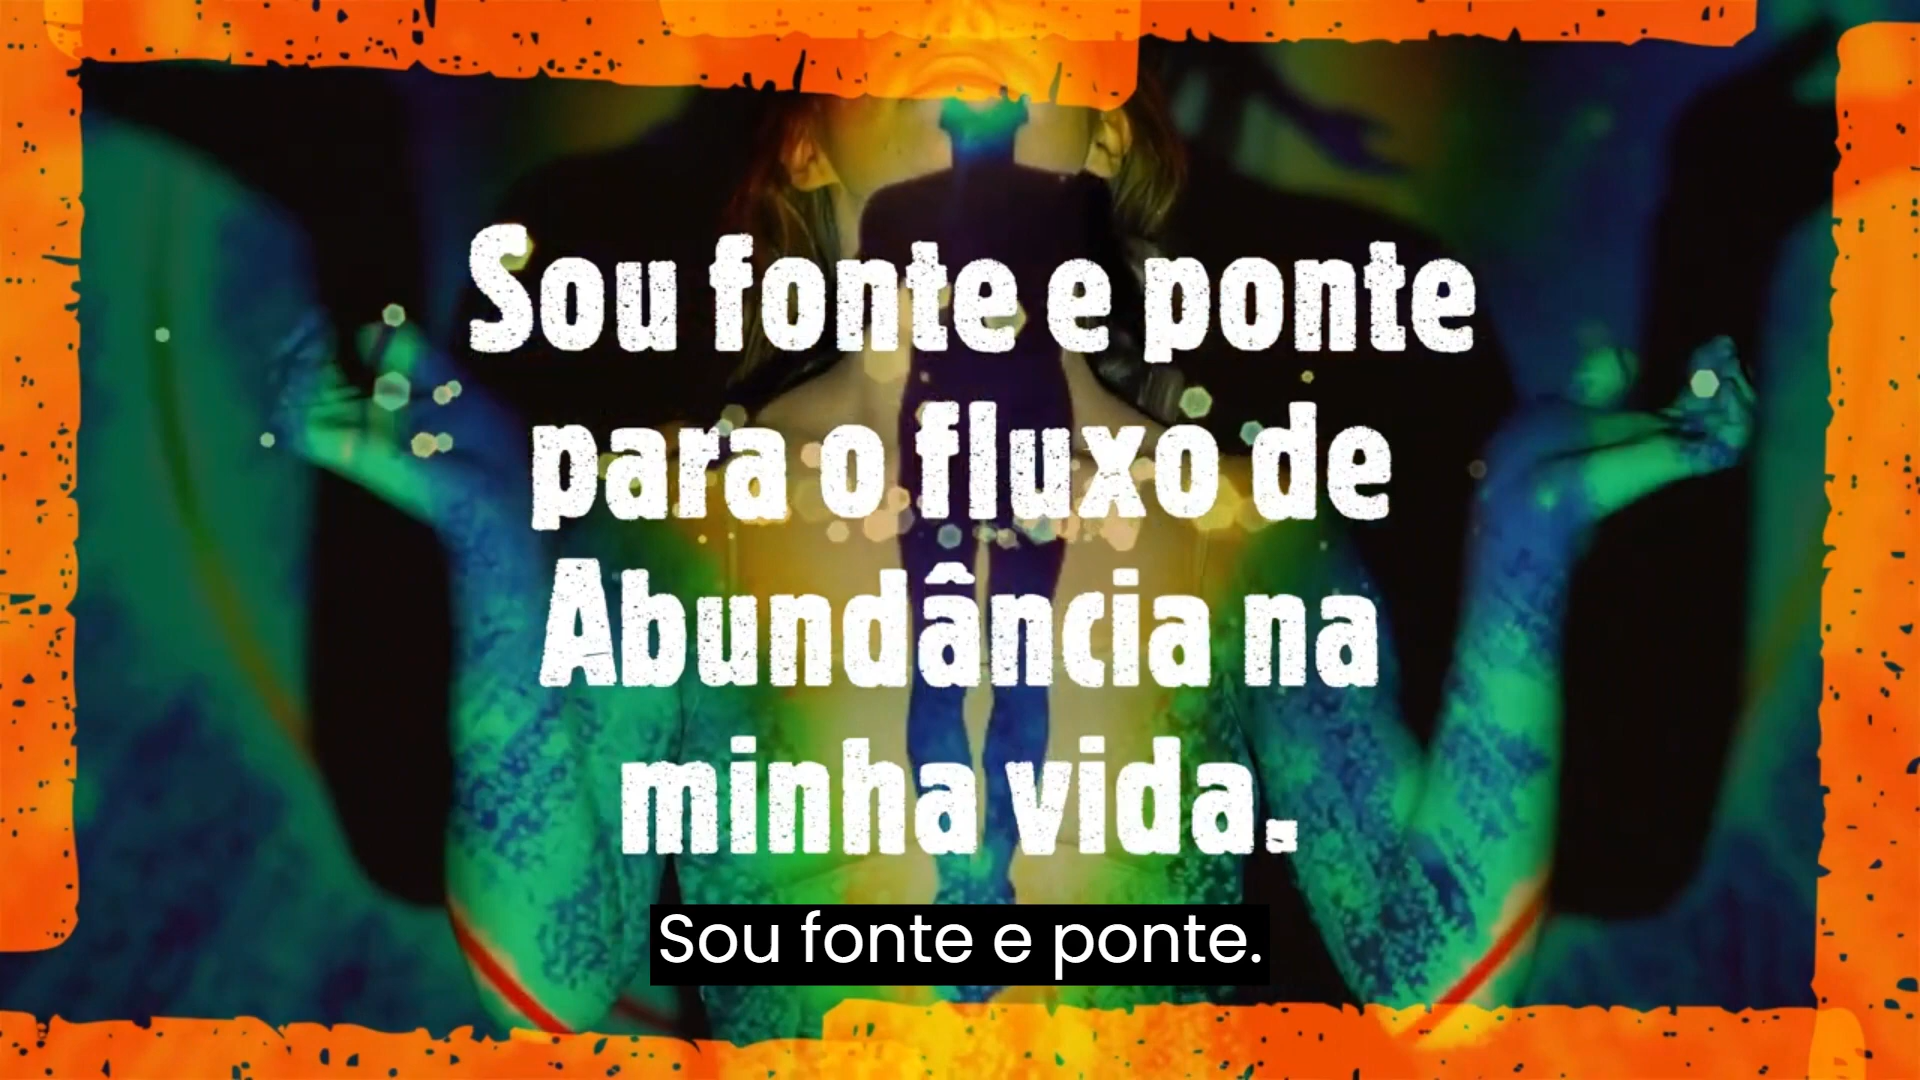 Sou fonte e ponte
para o fluxo de
Abundância na
minha vida.
Sou fonte e ponte.